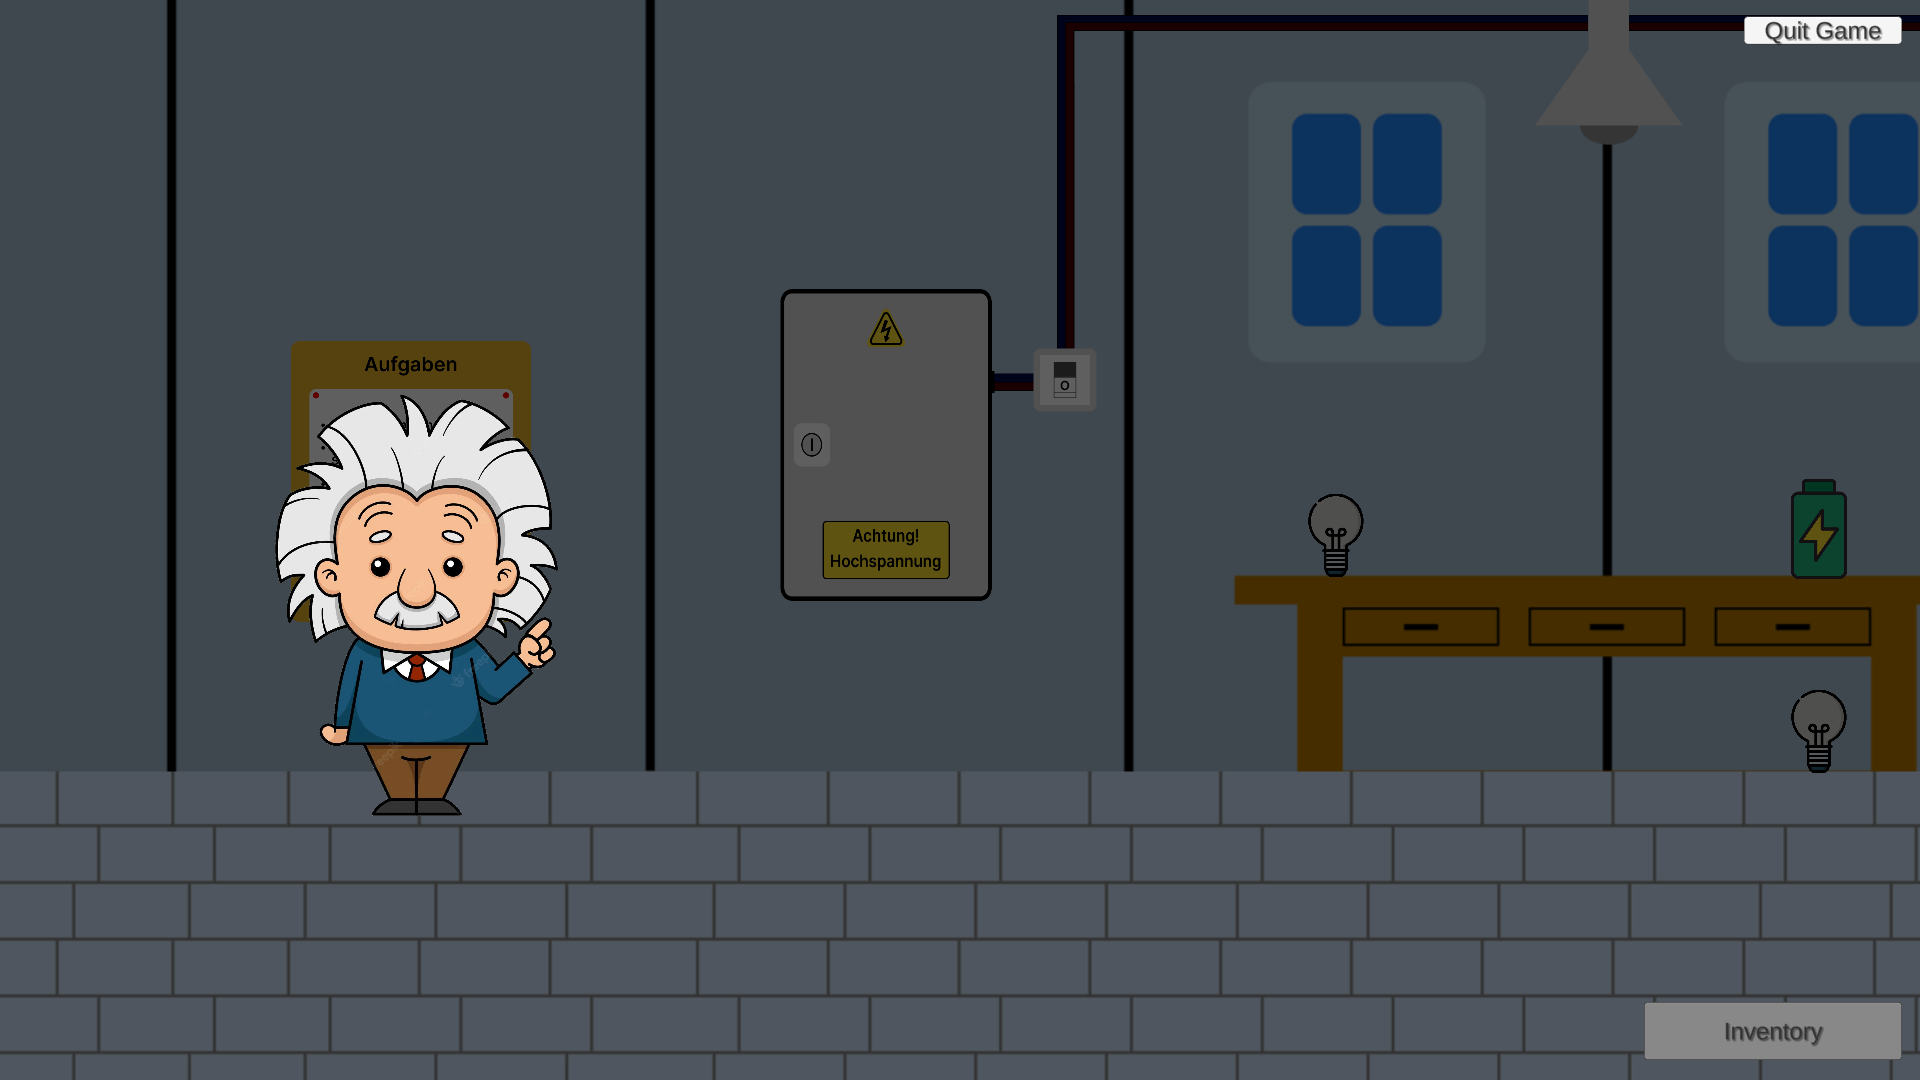 Quit Game
Aufgaben
Achtung!
Hochspannung
Inventory